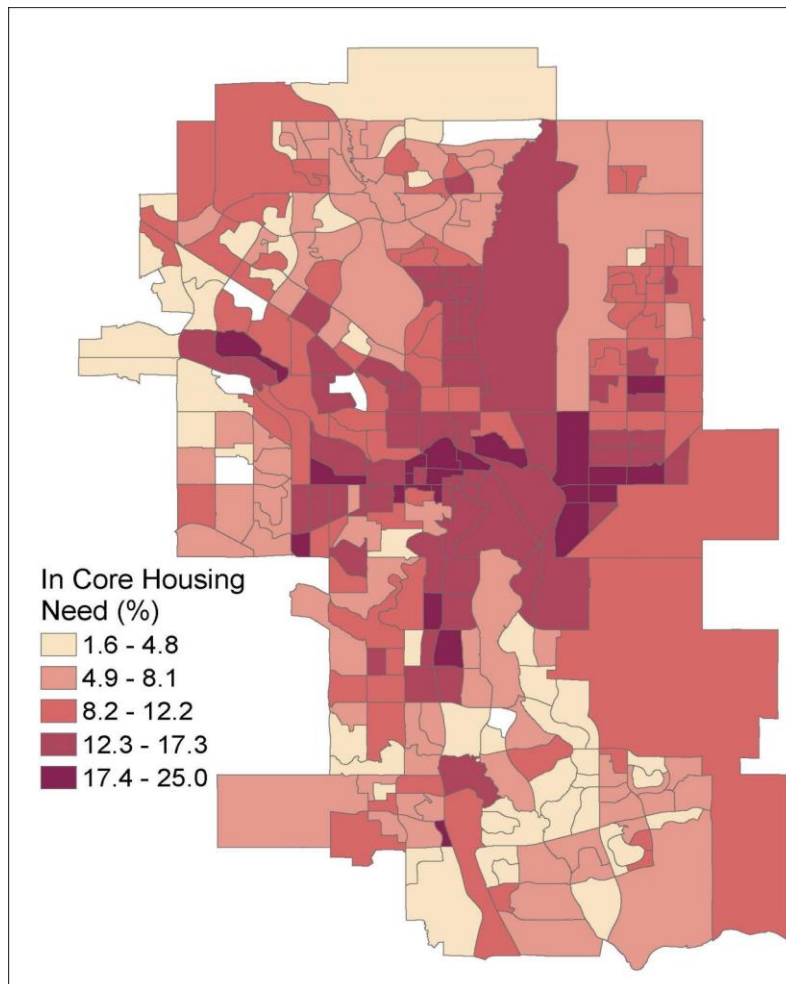 In Core Housing
Need (%)
1.6 - 4.8
4.9 - 8.1
8.2 - 12.2
12.3 - 17.3
17.4 - 25.0